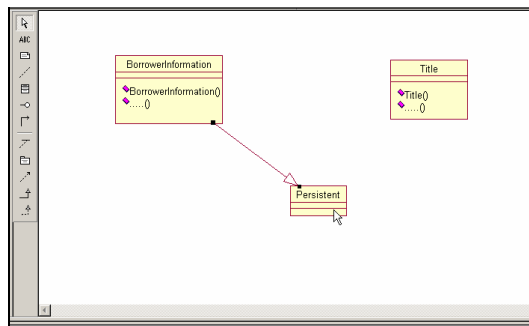 ABC
BorrowerInformation
BorrowerInformation()
.....()
Title
Title()
.....()
Persistent